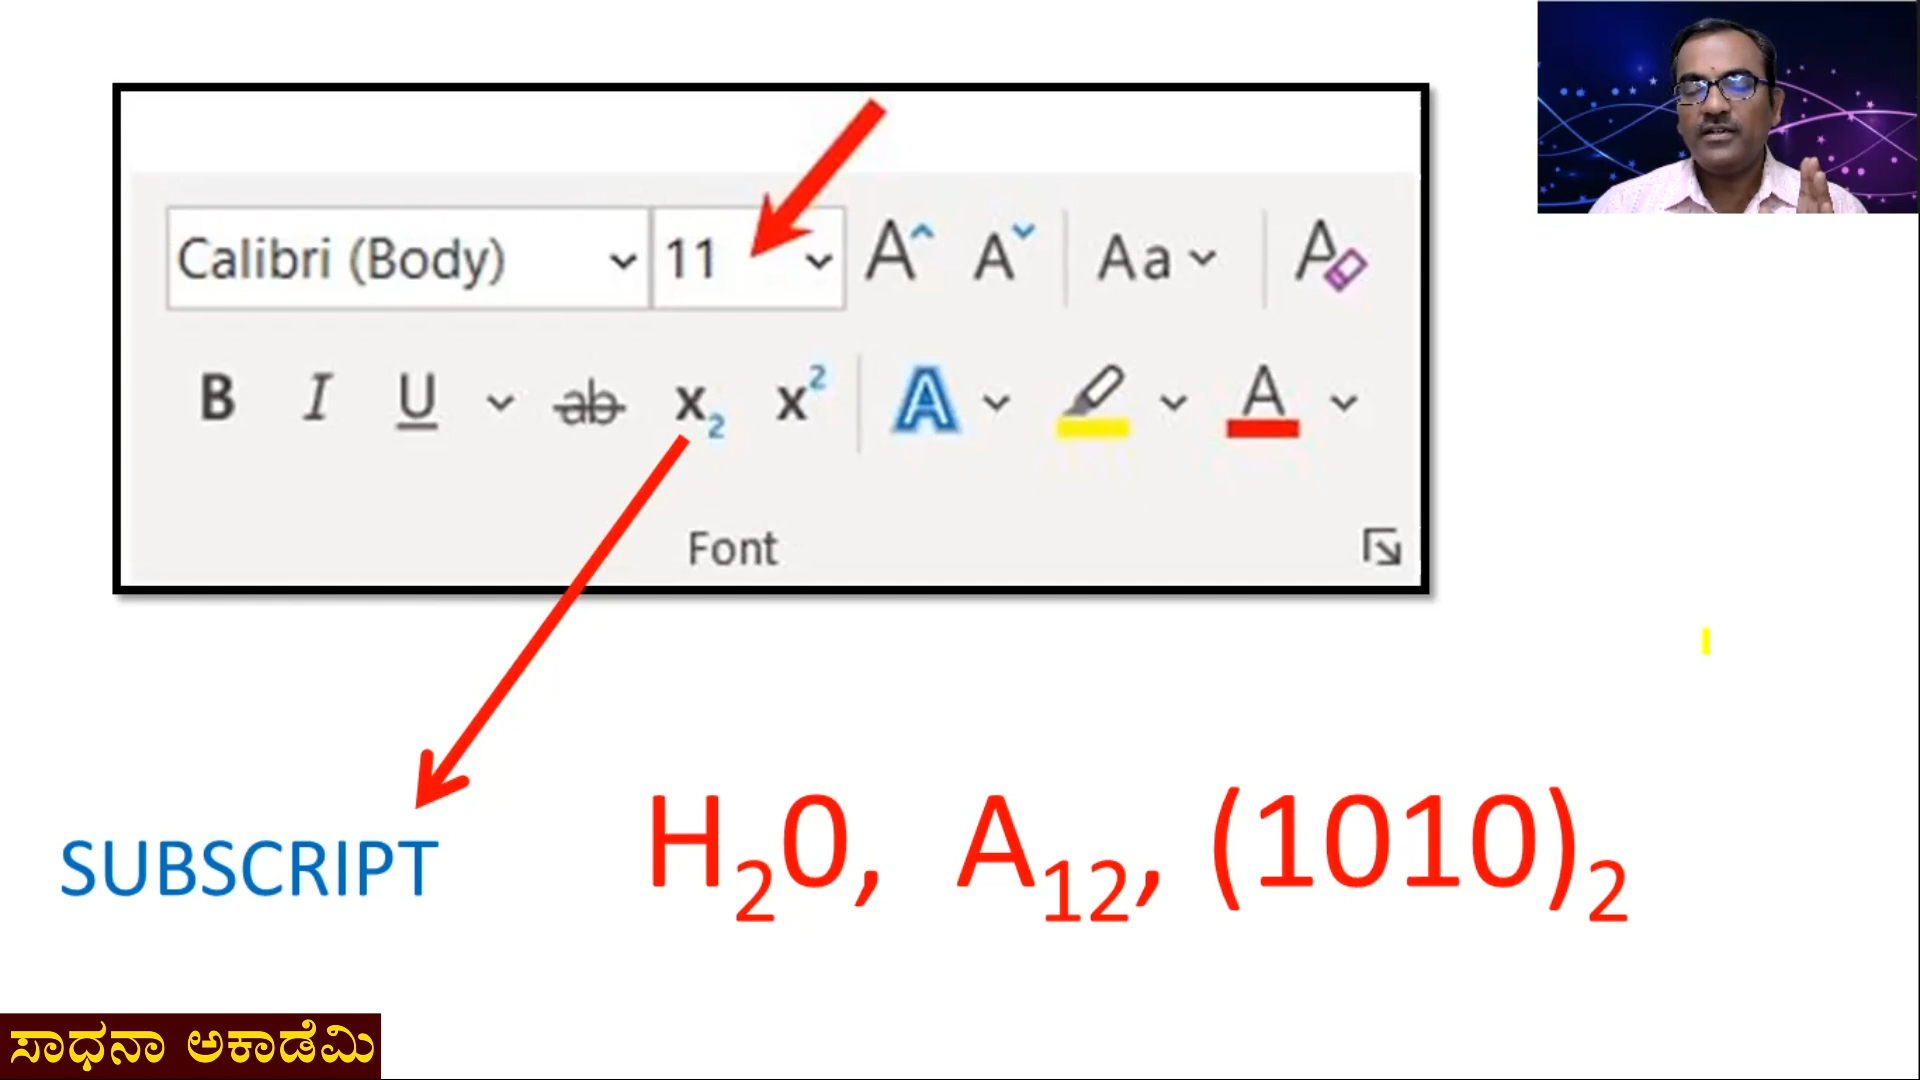 Calibri (Body) 11 A A Aa A
B I U ab x₂ x² A A
Font
SUBSCRIPT H₂0, A₁₂, (1010)₂
ಸಾಧನಾ ಅಕಾಡೆಮಿ